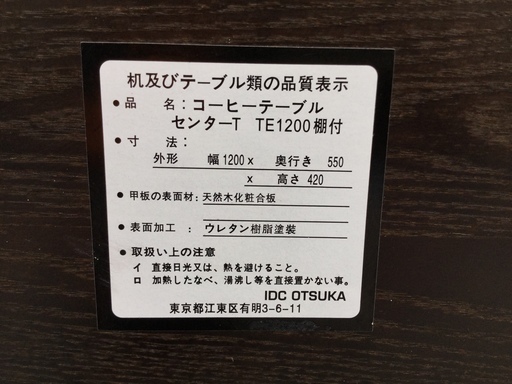 机及びテーブル類の品質表示
● 品 名：コーヒーテーブル
センターT TE1200棚付
● 寸 法：
外形 幅1200x 奥行き 550
x 高さ 420
● 甲板の表面材：天然木化粧合板
● 表面加工：ウレタン樹脂塗装
● 取扱い上の注意
イ 直接日光又は、熱を避けること。
ロ 加熱したなべ、湯沸し等を直接置かない事。
IDC OTSUKA
東京都江東区有明3-6-11